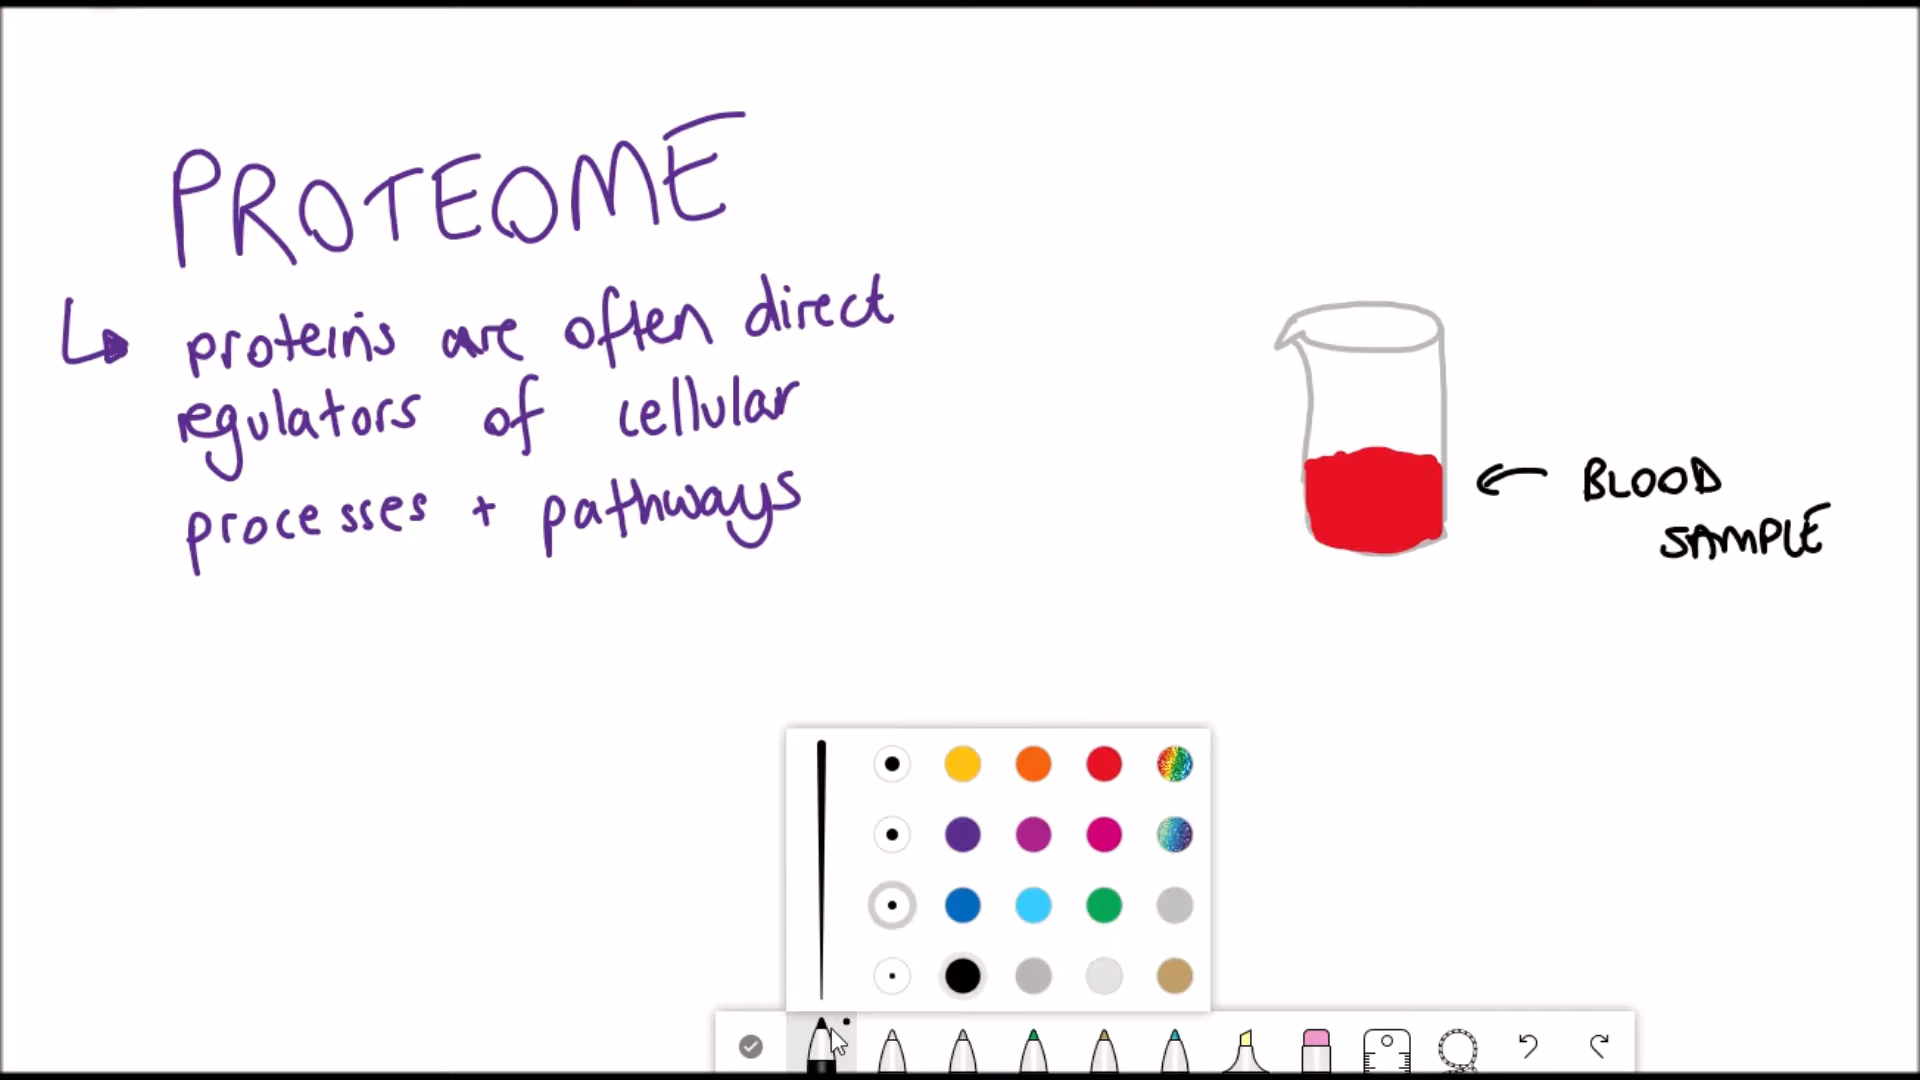 PROTEOME
proteins are often direct
regulators of cellular
processes + pathways
BLOOD
SAMPLE